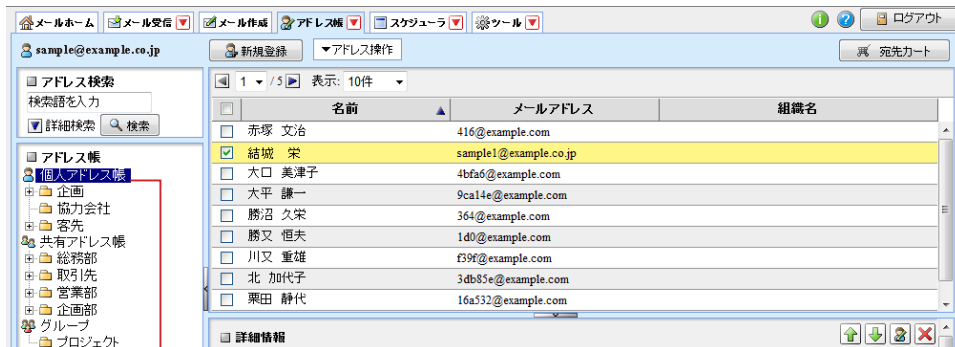 メールホーム メール受信 メール作成 アドレス帳 スケジューラ ツール ログアウト
sample@example.co.jp 新規登録 ▼アドレス操作 宛先カート
アドレス検索
検索語を入力
詳細検索 検索
アドレス帳
個人アドレス帳
企画
協力会社
客先
共有アドレス帳
総務部
取引先
営業部
企画部
グループ
プロジェクト
1 /5 表示: 10件
名前 メールアドレス 組織名
赤塚 文治 416@example.com
結城 栄 sample1@example.co.jp
大口 美津子 4bfa6@example.com
大平 謙一 9ca14e@example.com
勝沼 久栄 364@example.com
勝又 恒夫 1d0@example.com
川又 重雄 f39f@example.com
北 加代子 3db85e@example.com
栗田 静代 16a532@example.com
詳細情報